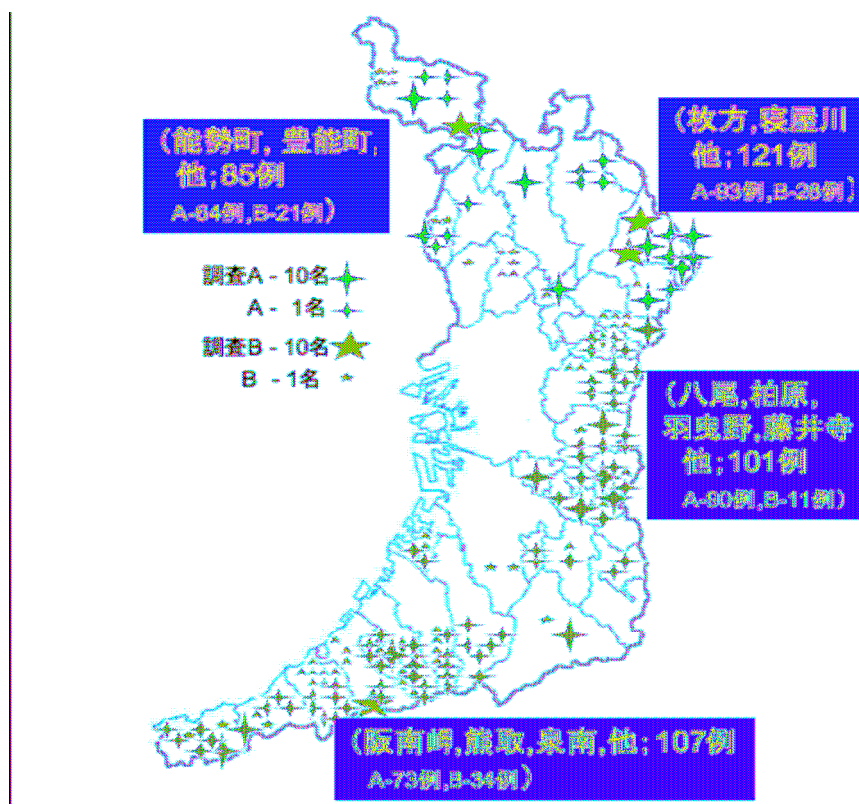 (能勢町, 豊能町,
他;85例
A-64例,B-21例)
(枚方,寝屋川
他;121例
A-93例,B-28例)
調査A - 10名
A - 1名
調査B - 10名
B - 1名
(八尾,柏原,
羽曳野,藤井寺
他;101例
A-90例,B-11例)
(阪南岬,熊取,泉南,他; 107例
A-73例,B-34例)